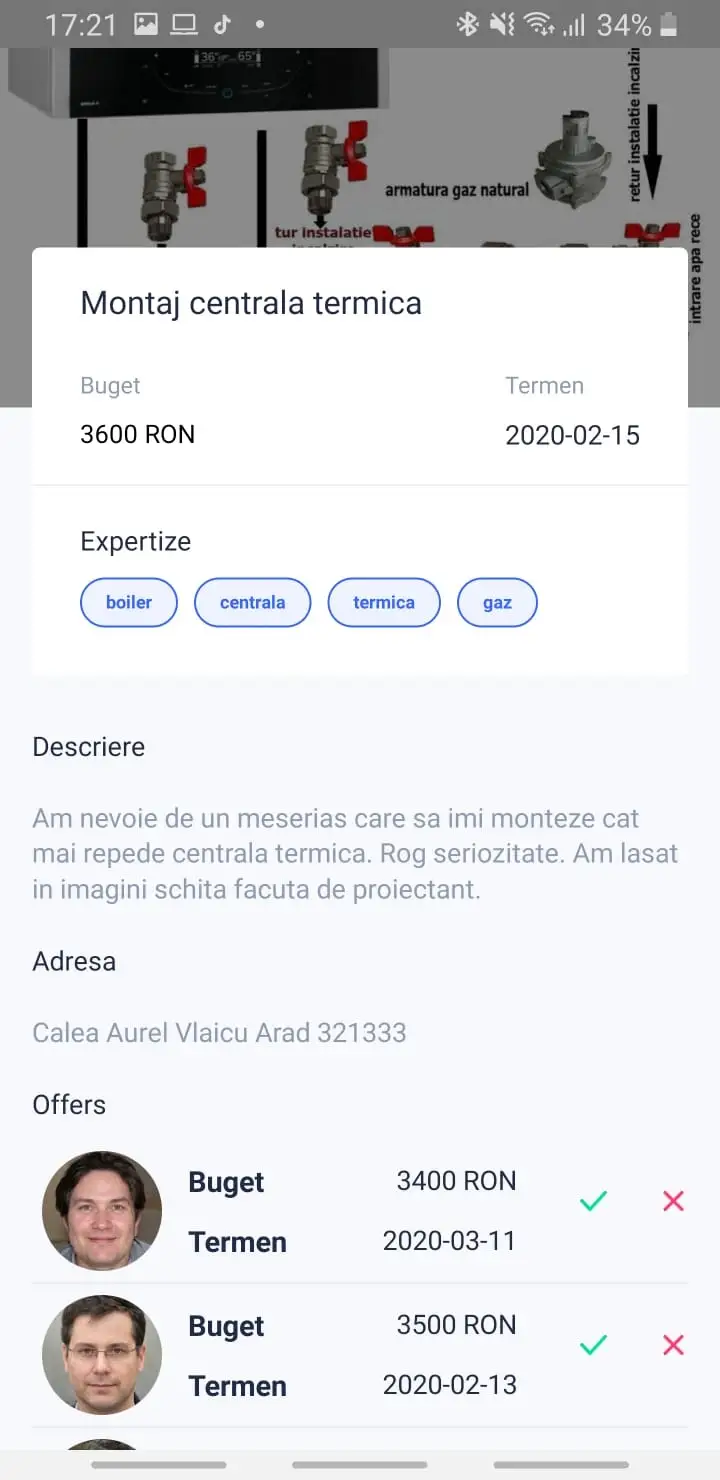 17:21
34%
36° 65°
armatura gaz natural
retur instalatie incalzi
tur instalatie
intrare apa rece
Montaj centrala termica
Buget Termen
3600 RON 2020-02-15
Expertize
boiler centrala termica gaz
Descriere
Am nevoie de un meserias care sa imi monteze cat
mai repede centrala termica. Rog seriozitate. Am lasat
in imagini schita facuta de proiectant.
Adresa
Calea Aurel Vlaicu Arad 321333
Offers
Buget 3400 RON
Termen 2020-03-11
Buget 3500 RON
Termen 2020-02-13